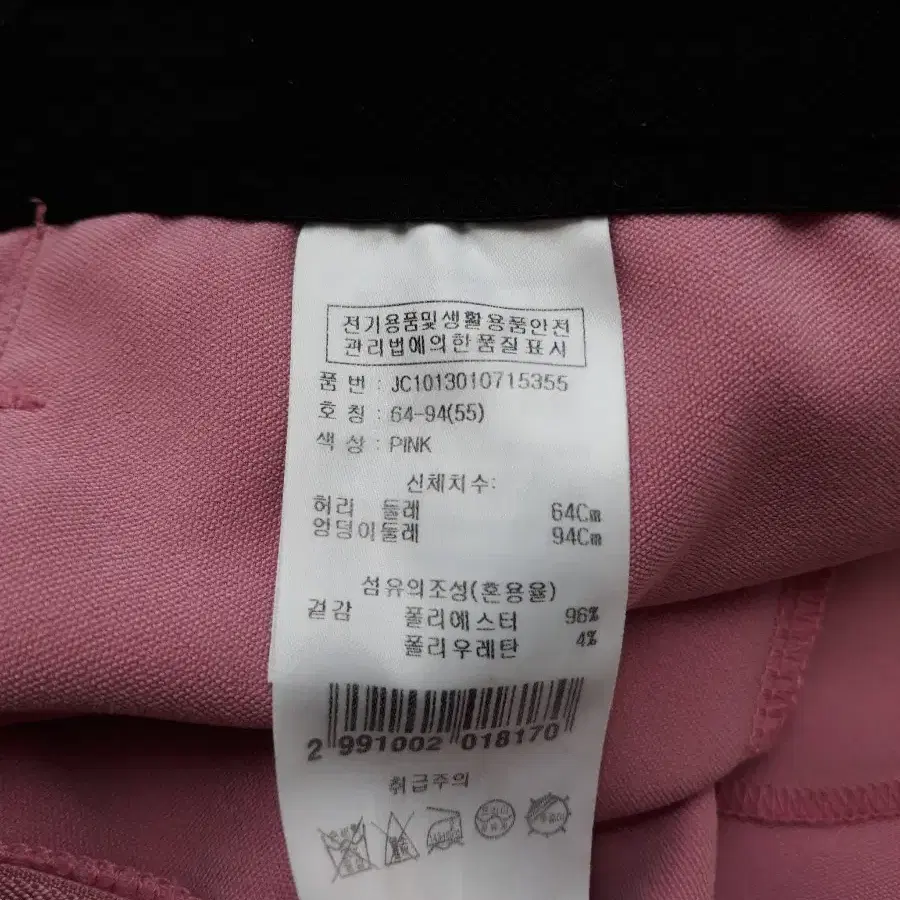 전기용품및생활용품안전
관리법에의한품질표시
품 번 : JC1013010715355
호 칭 : 64-94(55)
색 상 : PINK
신체치수:
허리 둘레 64Cm
엉덩이둘레 94Cm
섬유의조성(혼용율)
겉감 폴리에스터 96%
폴리우레탄 4%
2 991002 018170
취급주의
드라이